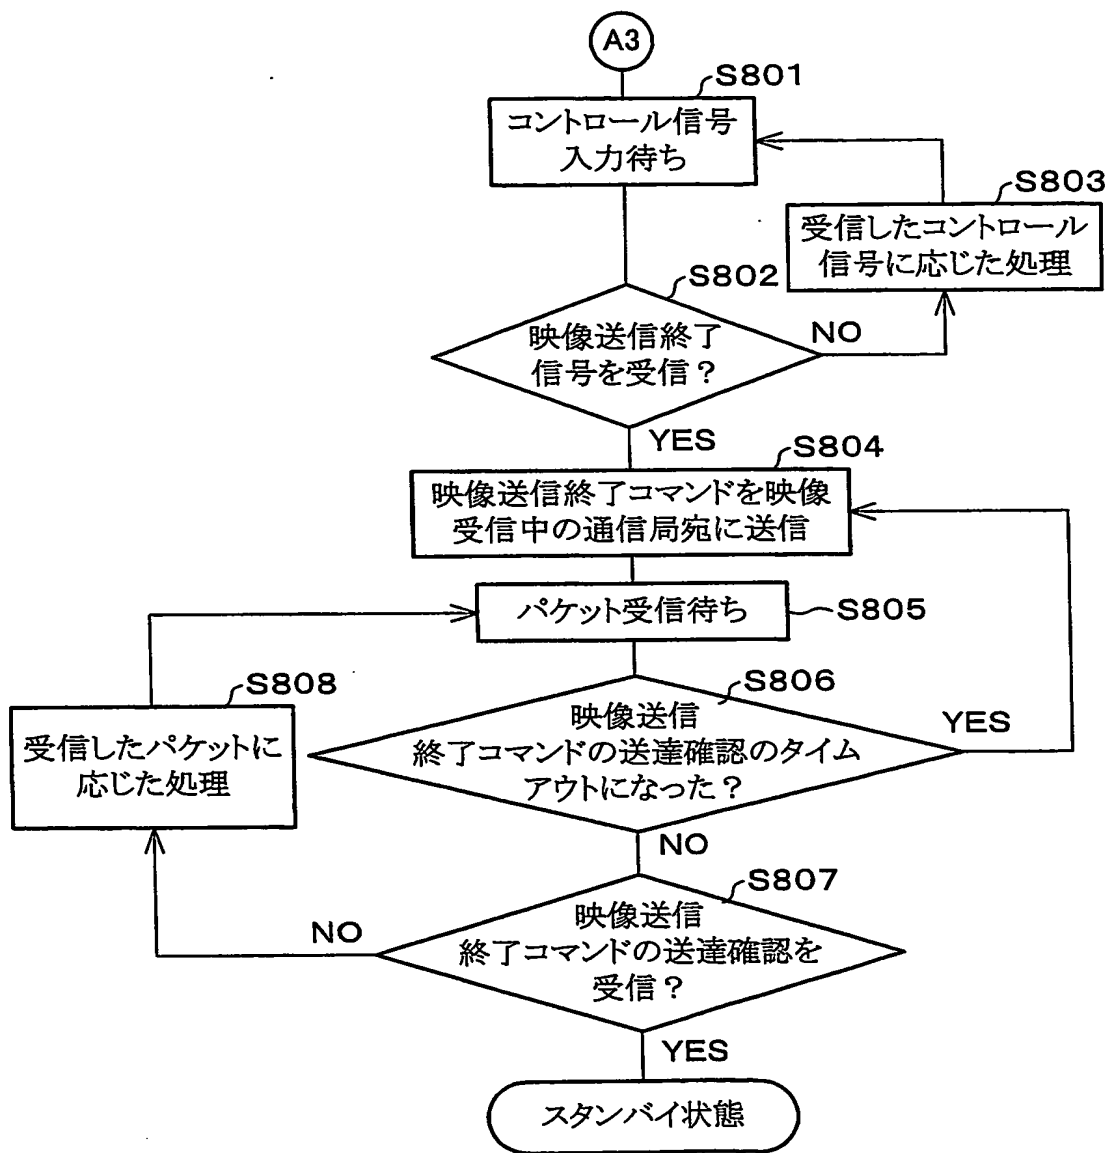 A3
S801
コントロール信号
入力待ち
S803
受信したコントロール
信号に応じた処理
S802
映像送信終了
信号を受信？
NO
YES
S804
映像送信終了コマンドを映像
受信中の通信局宛に送信
パケット受信待ち
S805
S808
受信したパケットに
応じた処理
S806
映像送信
終了コマンドの送達確認のタイム
アウトになった？
YES
NO
S807
映像送信
終了コマンドの送達確認を
受信？
NO
YES
スタンバイ状態